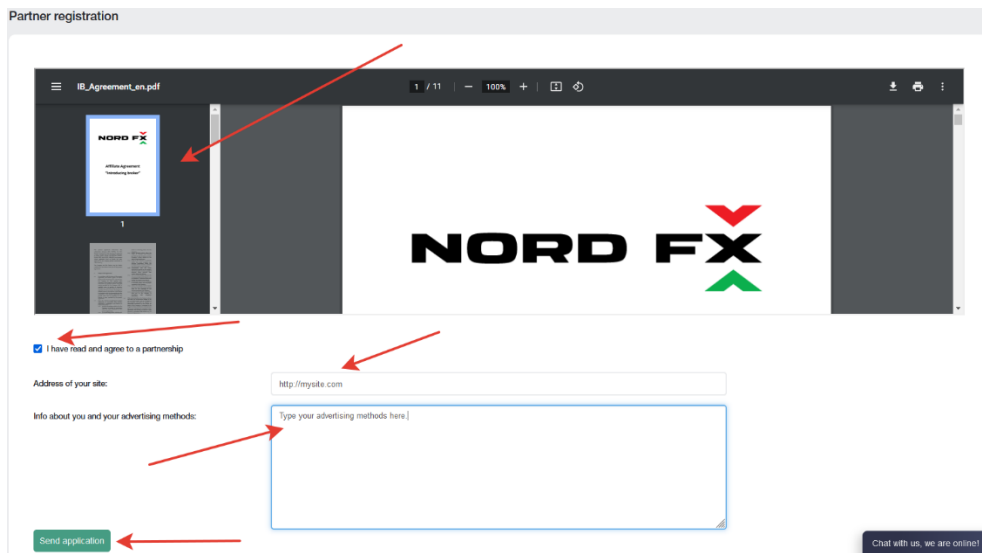 Partner registration
IB_Agreement_en.pdf
1 / 11
100%
NORD FX
Affiliate Agreement
"Introducing broker"
1
NORD FX
I have read and agree to a partnership
Address of your site:
http://mysite.com
Info about you and your advertising methods:
Type your advertising methods here.
Send application
Chat with us, we are online!